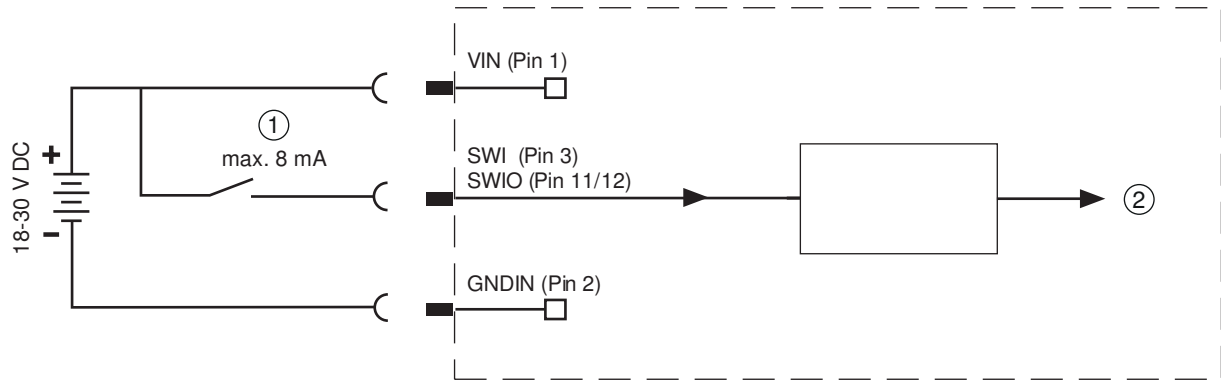 VIN (Pin 1)
1
max. 8 mA
18-30 V DC
+
-
SWI (Pin 3)
SWIO (Pin 11/12)
2
GNDIN (Pin 2)